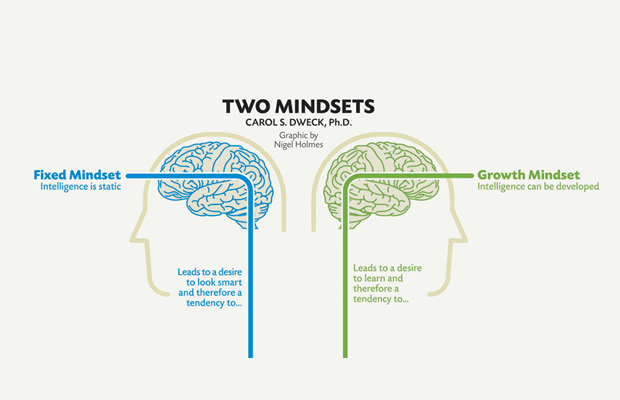 TWO MINDSETS
CAROL S. DWECK, Ph.D.
Graphic by
Nigel Holmes
Fixed Mindset
Intelligence is static
Growth Mindset
Intelligence can be developed
Leads to a desire
to look smart
and therefore a
tendency to...
Leads to a desire
to learn and
therefore a
tendency to...